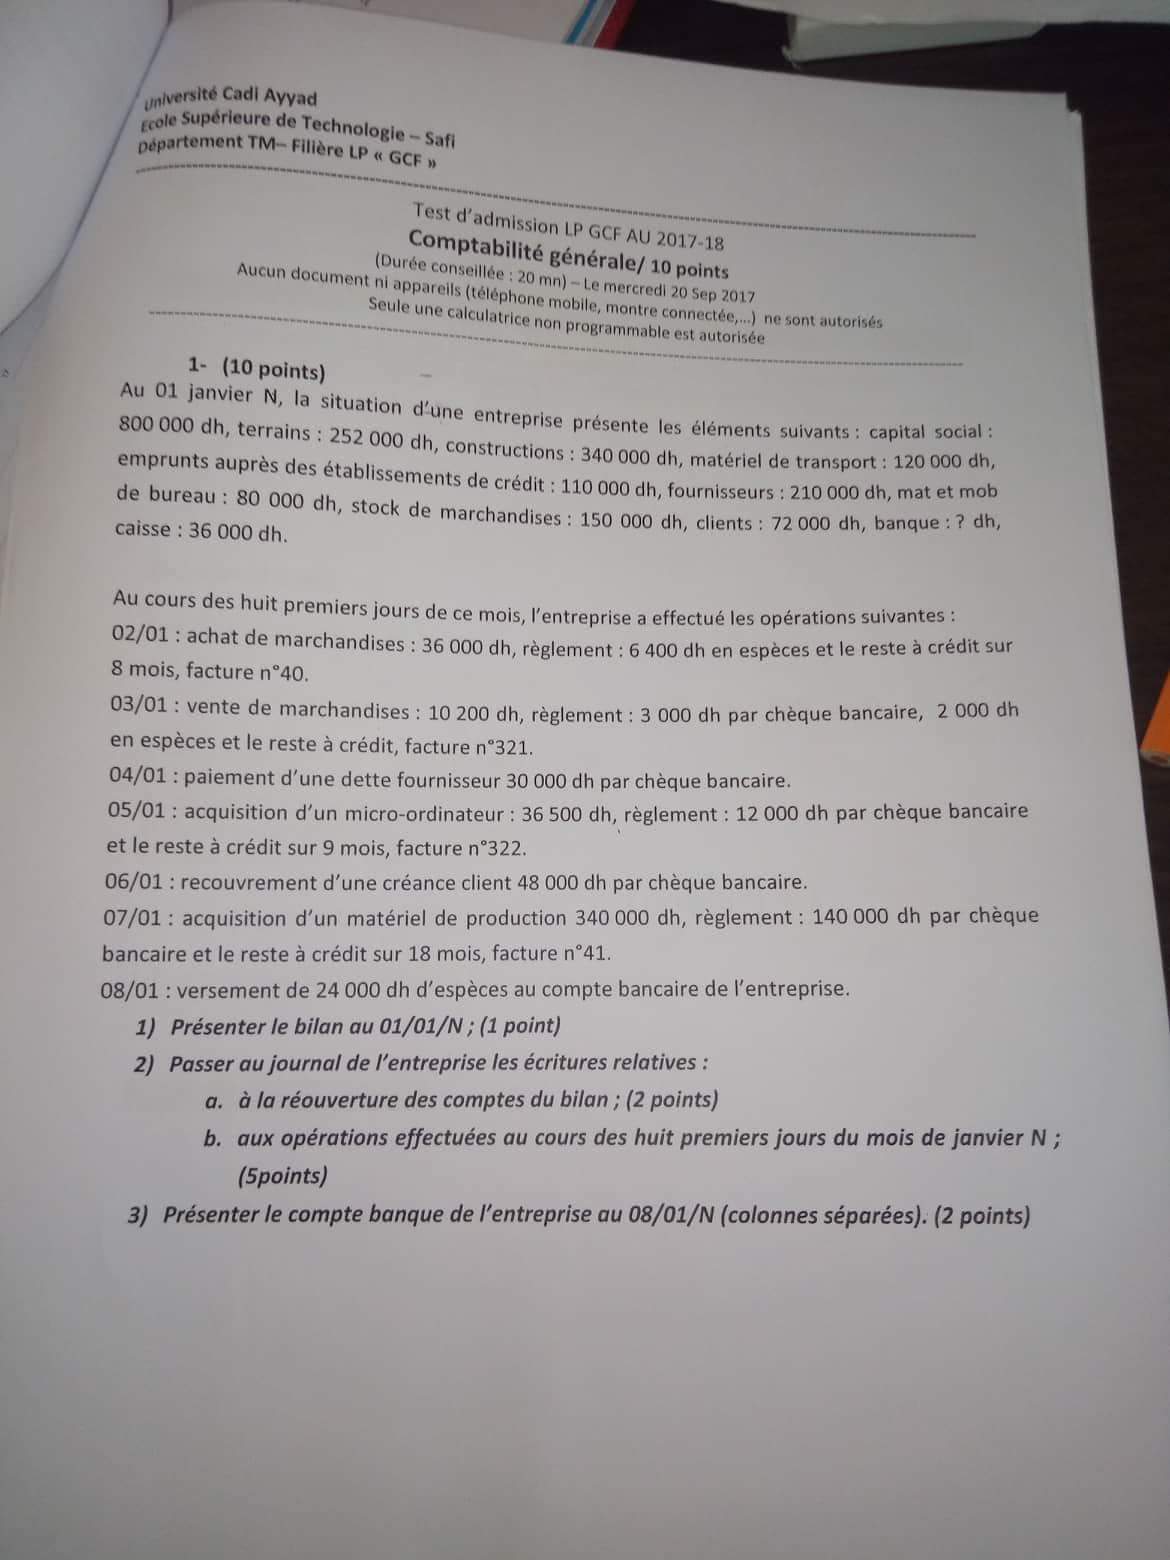 Université Cadi Ayyad
Ecole Supérieure de Technologie – Safi
Département TM– Filière LP « GCF »
Test d'admission LP GCF AU 2017-18
Comptabilité générale/ 10 points
(Durée conseillée : 20 mn) – Le mercredi 20 Sep 2017
Aucun document ni appareils (téléphone mobile, montre connectée,...) ne sont autorisés
Seule une calculatrice non programmable est autorisée
1- (10 points)
Au 01 janvier N, la situation d'une entreprise présente les éléments suivants : capital social :
800 000 dh, terrains : 252 000 dh, constructions : 340 000 dh, matériel de transport : 120 000 dh,
emprunts auprès des établissements de crédit : 110 000 dh, fournisseurs : 210 000 dh, mat et mob
de bureau : 80 000 dh, stock de marchandises : 150 000 dh, clients : 72 000 dh, banque : ? dh,
caisse : 36 000 dh.
Au cours des huit premiers jours de ce mois, l'entreprise a effectué les opérations suivantes :
02/01 : achat de marchandises : 36 000 dh, règlement : 6 400 dh en espèces et le reste à crédit sur
8 mois, facture n°40.
03/01 : vente de marchandises : 10 200 dh, règlement : 3 000 dh par chèque bancaire, 2 000 dh
en espèces et le reste à crédit, facture n°321.
04/01 : paiement d'une dette fournisseur 30 000 dh par chèque bancaire.
05/01 : acquisition d'un micro-ordinateur : 36 500 dh, règlement : 12 000 dh par chèque bancaire
et le reste à crédit sur 9 mois, facture n°322.
06/01 : recouvrement d'une créance client 48 000 dh par chèque bancaire.
07/01 : acquisition d'un matériel de production 340 000 dh, règlement : 140 000 dh par chèque
bancaire et le reste à crédit sur 18 mois, facture n°41.
08/01 : versement de 24 000 dh d'espèces au compte bancaire de l'entreprise.
1) Présenter le bilan au 01/01/N ; (1 point)
2) Passer au journal de l'entreprise les écritures relatives :
a. à la réouverture des comptes du bilan ; (2 points)
b. aux opérations effectuées au cours des huit premiers jours du mois de janvier N ;
(5points)
3) Présenter le compte banque de l'entreprise au 08/01/N (colonnes séparées). (2 points)